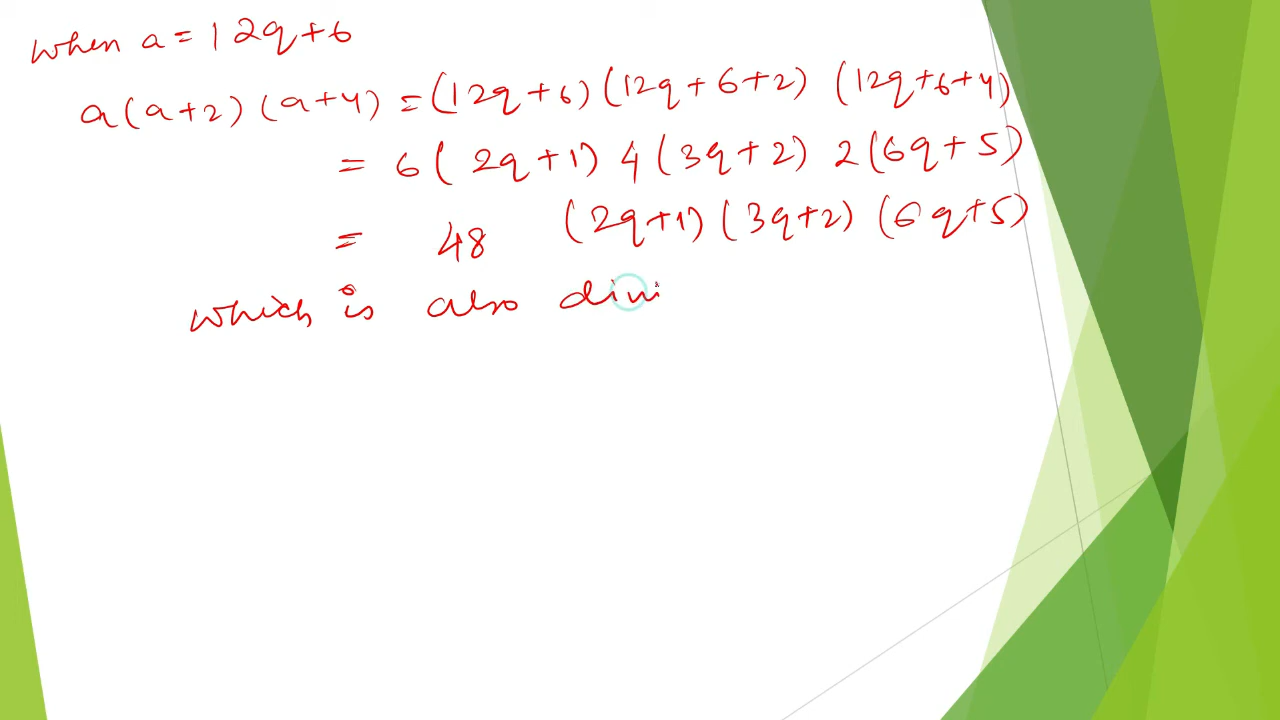 when a = 12q+6
a(a+2)(a+4) = (12q+6)(12q+6+2) (12q+6+4)
= 6(2q+1) 4(3q+2) 2(6q+5)
= 48 (2q+1)(3q+2)(6q+5)
which is also divi